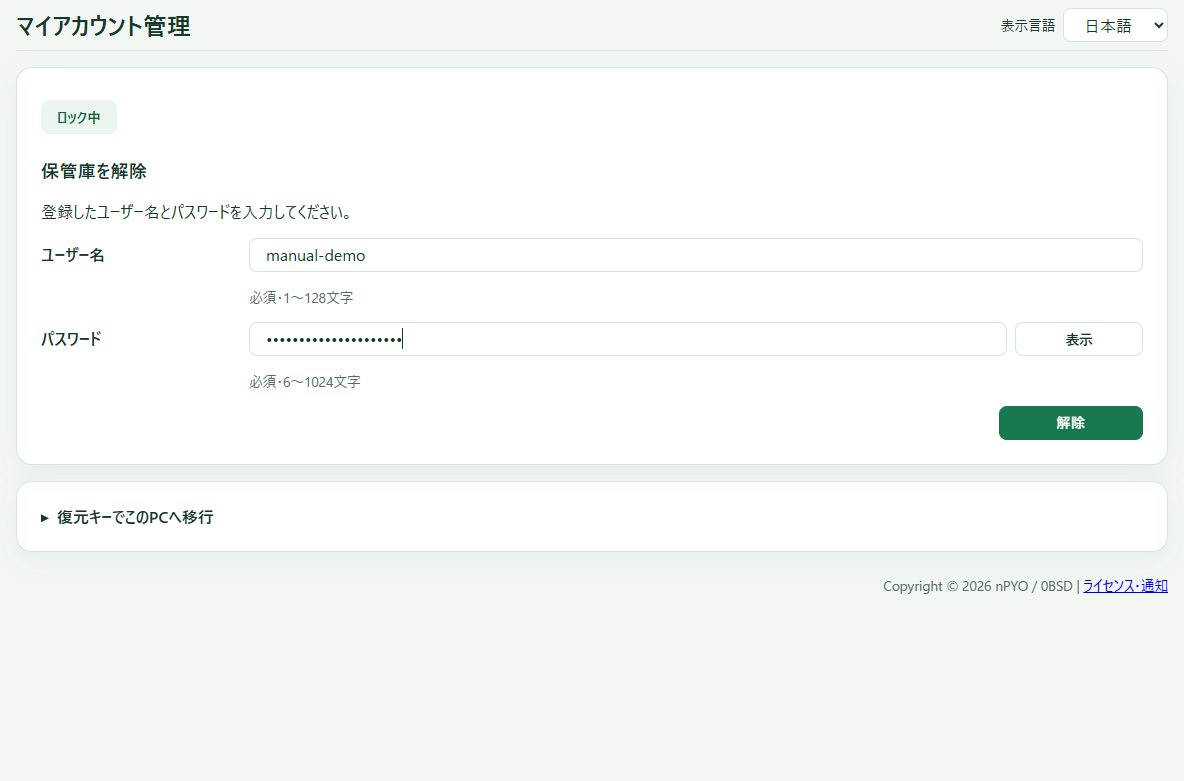 マイアカウント管理
表示言語 日本語
ロック中
保管庫を解除
登録したユーザー名とパスワードを入力してください。
ユーザー名 manual-demo
必須・1～128文字
パスワード ••••••••••••••••••••• 表示
必須・6～1024文字
解除
▶ 復元キーでこのPCへ移行
Copyright © 2026 nPYO / 0BSD | ライセンス・通知